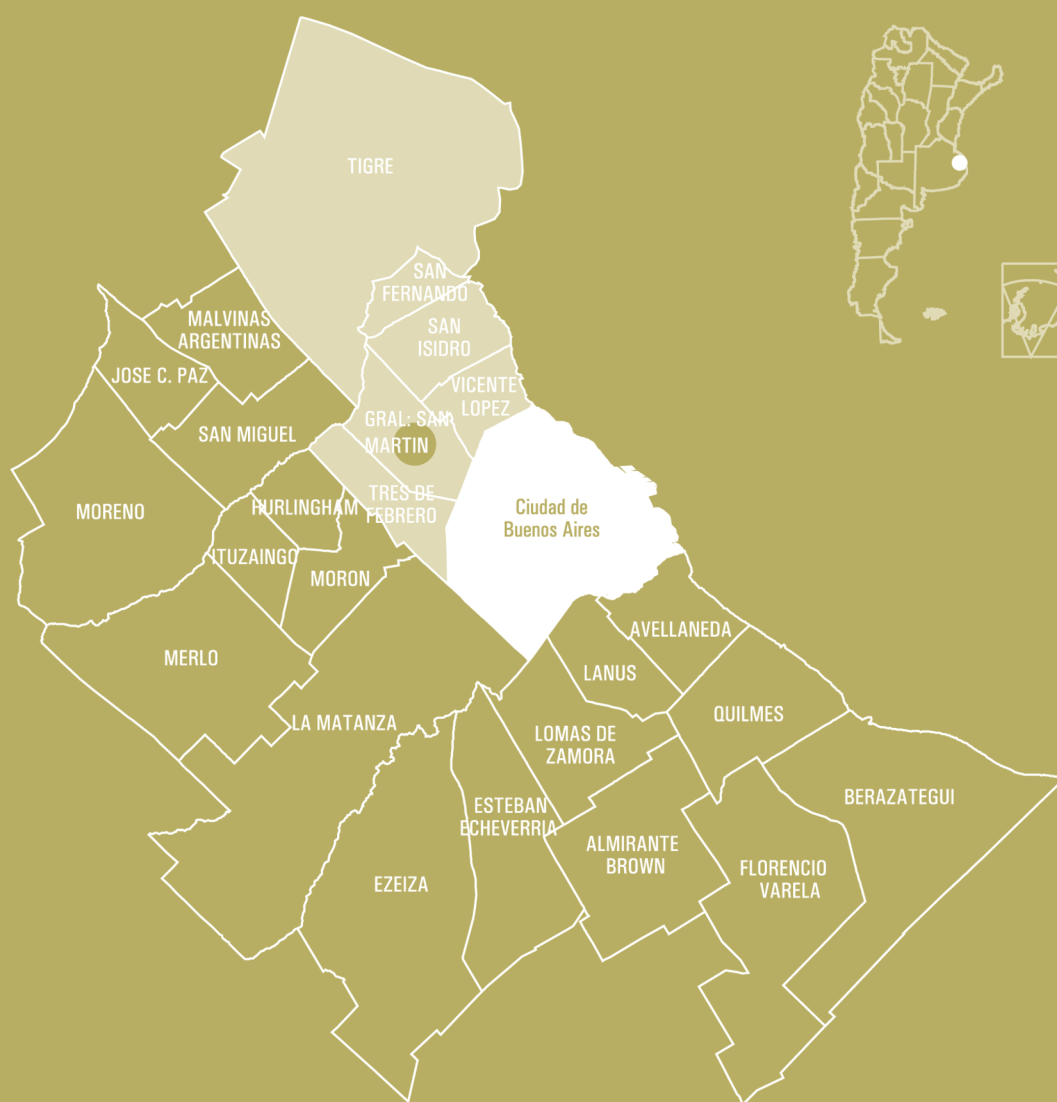 TIGRE
SAN
FERNANDO
SAN
ISIDRO
MALVINAS
ARGENTINAS
JOSE C. PAZ
VICENTE
LOPEZ
GRAL: SAN
MARTIN
SAN MIGUEL
TRES DE
FEBRERO
HURLINGHAM
MORENO
Ciudad de
Buenos Aires
ITUZAINGO
MORON
AVELLANEDA
MERLO
LANUS
LA MATANZA
QUILMES
LOMAS DE
ZAMORA
BERAZATEGUI
ESTEBAN
ECHEVERRIA
ALMIRANTE
BROWN
EZEIZA
FLORENCIO
VARELA